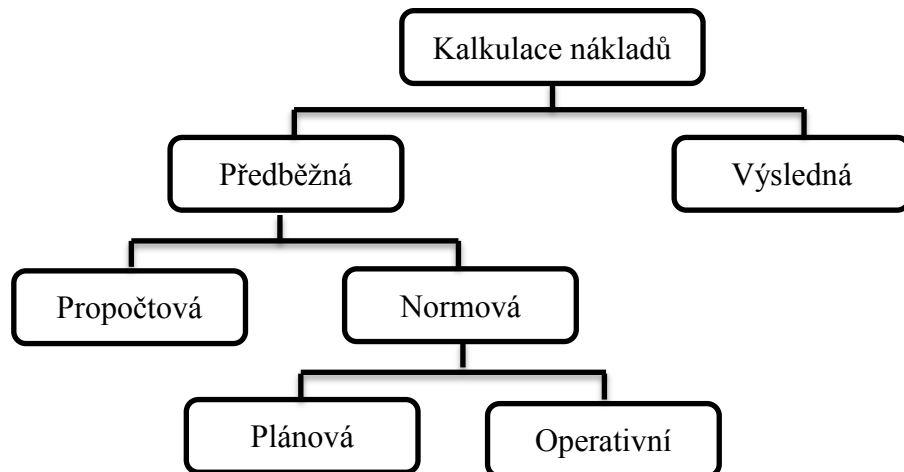 Kalkulace nákladů
Předběžná
Výsledná
Propočtová
Normová
Plánová
Operativní